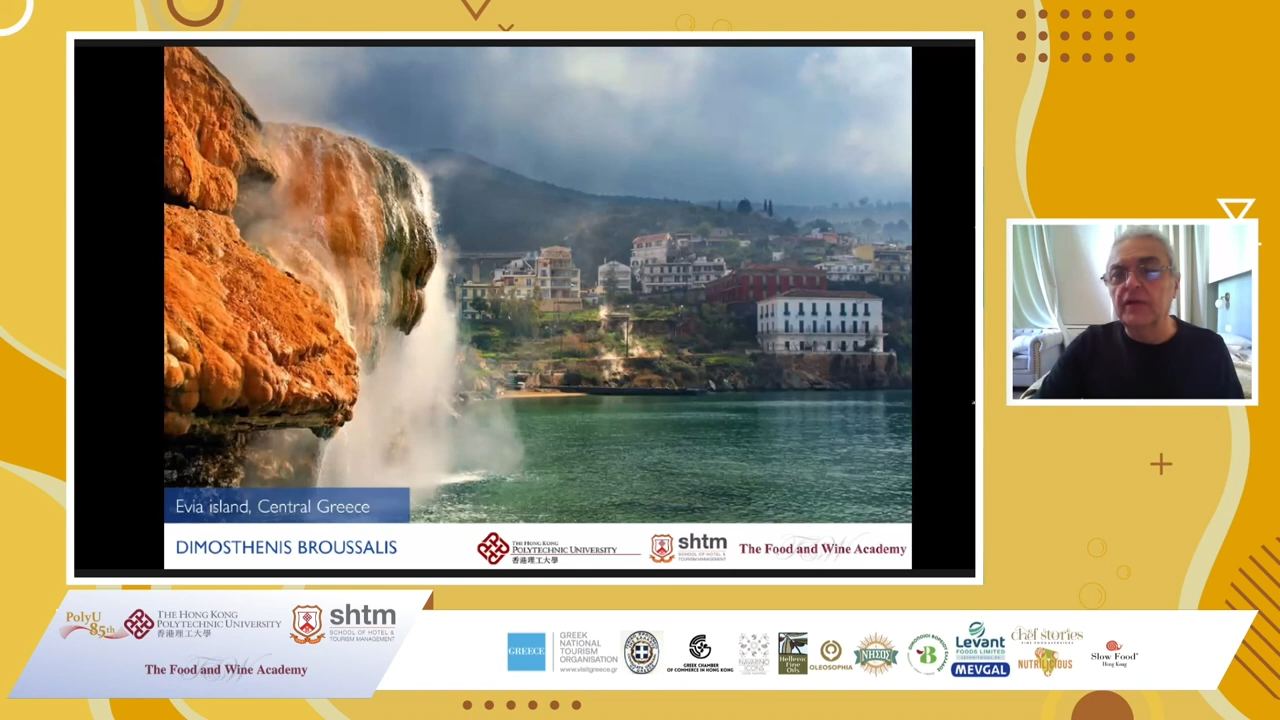 Evia island, Central Greece
DIMOSTHENIS BROUSSALIS
THE HONG KONG
POLYTECHNIC UNIVERSITY
香港理工大學
shtm
SCHOOL OF HOTEL &
TOURISM MANAGEMENT
The Food and Wine Academy
PolyU
85th
THE HONG KONG
POLYTECHNIC UNIVERSITY
香港理工大學
shtm
SCHOOL OF HOTEL &
TOURISM MANAGEMENT
The Food and Wine Academy
GREECE
GREEK
NATIONAL
TOURISM
ORGANISATION
www.visitgreece.gr
GREEK CHAMBER
OF COMMERCE IN HONG KONG
Hellenic
Fine
Oils
OLEOSOPHIA
ΝΗΣΟΣ
Levant
FOODS LIMITED
MEVGAL
chef stories
NUTRILICIOUS
Slow Food
Hong Kong